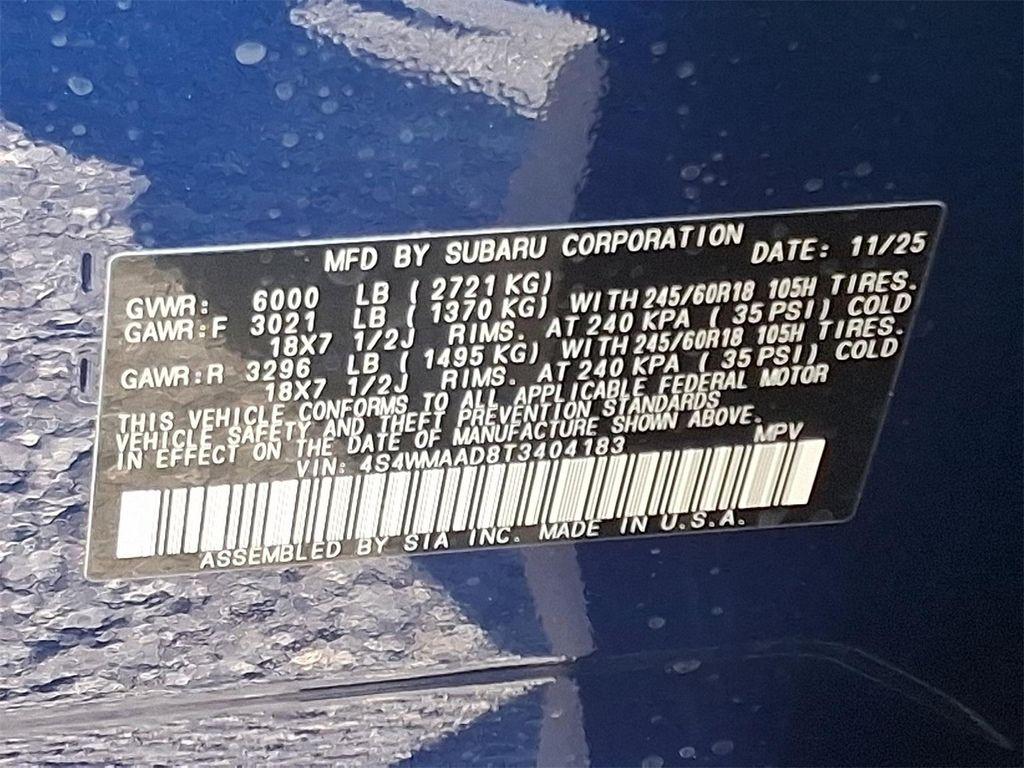 MFD BY SUBARU CORPORATION DATE: 11/25
GVWR: 6000 LB ( 2721 KG)
GAWR:F 3021 LB ( 1370 KG) WITH 245/60R18 105H TIRES.
18X7 1/2J RIMS. AT 240 KPA ( 35 PSI) COLD
GAWR:R 3296 LB ( 1495 KG) WITH 245/60R18 105H TIRES.
18X7 1/2J RIMS. AT 240 KPA ( 35 PSI) COLD
THIS VEHICLE CONFORMS TO ALL APPLICABLE FEDERAL MOTOR
VEHICLE SAFETY AND THEFT PREVENTION STANDARDS
IN EFFECT ON THE DATE OF MANUFACTURE SHOWN ABOVE.
VIN: 4S4WMAAD8T3404183 MPV
ASSEMBLED BY SIA INC. MADE IN U.S.A.